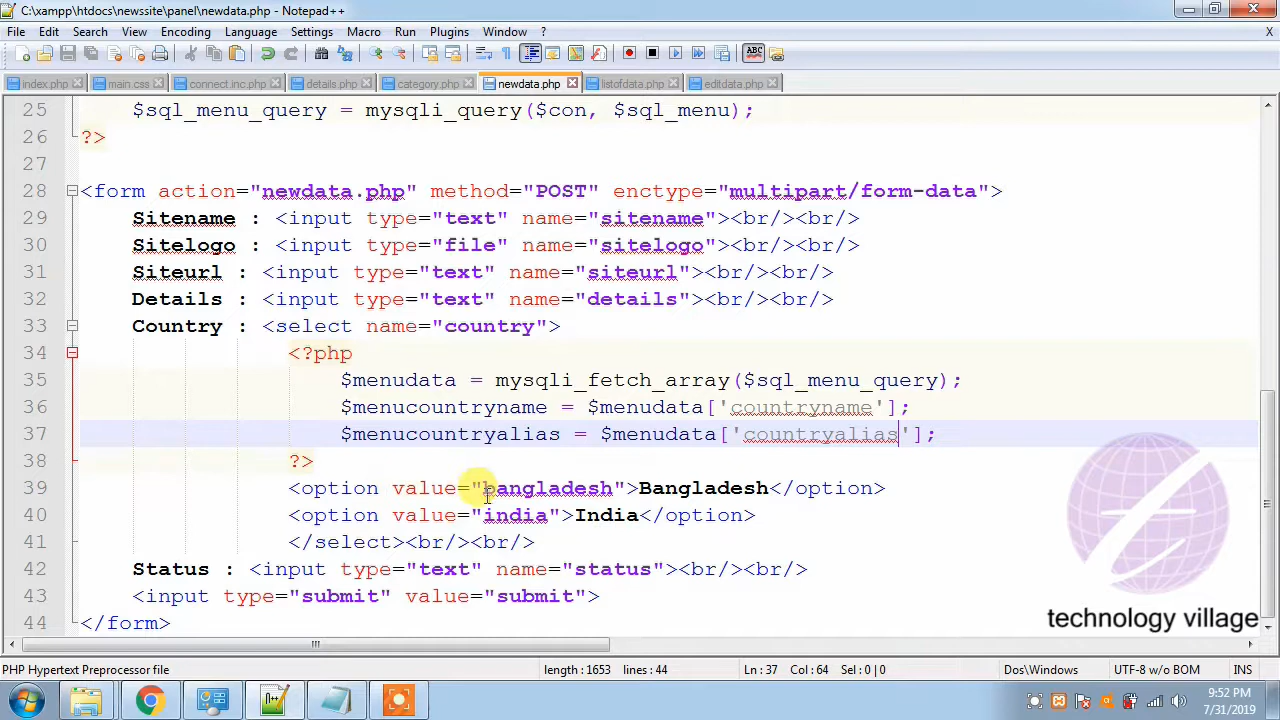 C:\xampp\htdocs\newssite\panel\newdata.php - Notepad++
File Edit Search View Encoding Language Settings Macro Run Plugins Window ? X
index.php main.css connect.inc.php details.php category.php newdata.php listofdata.php editdata.php
25 $sql_menu_query = mysqli_query($con, $sql_menu);
26 ?>
27
28 <form action="newdata.php" method="POST" enctype="multipart/form-data">
29 Sitename : <input type="text" name="sitename"><br/><br/>
30 Sitelogo : <input type="file" name="sitelogo"><br/><br/>
31 Siteurl : <input type="text" name="siteurl"><br/><br/>
32 Details : <input type="text" name="details"><br/><br/>
33 Country : <select name="country">
34 <?php
35 $menudata = mysqli_fetch_array($sql_menu_query);
36 $menucountryname = $menudata['countryname'];
37 $menucountryalias = $menudata['countryalias'];
38 ?>
39 <option value="bangladesh">Bangladesh</option>
40 <option value="india">India</option>
41 </select><br/><br/>
42 Status : <input type="text" name="status"><br/><br/>
43 <input type="submit" value="submit">
44 </form>
technology village
PHP Hypertext Preprocessor file length : 1653 lines : 44 Ln : 37 Col : 64 Sel : 0 | 0 Dos\Windows UTF-8 w/o BOM INS
9:52 PM
7/31/2019